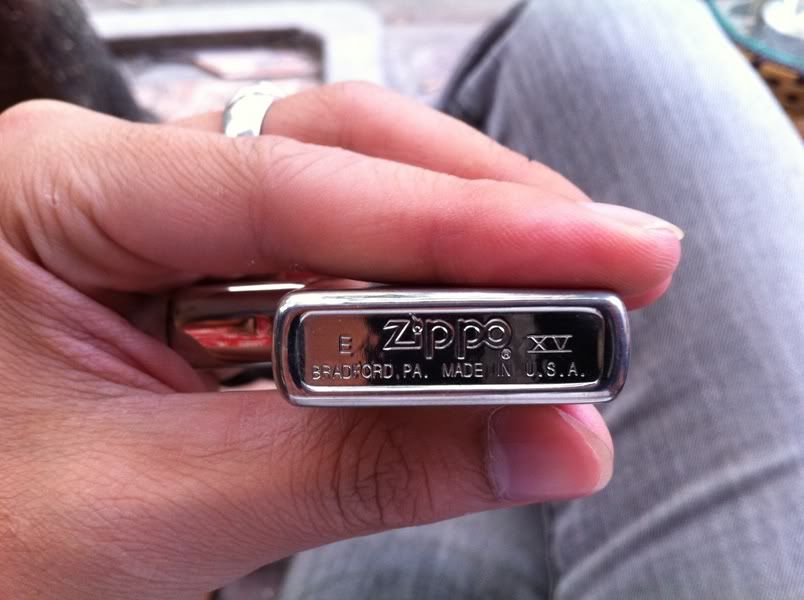 E Zippo® XV
BRADFORD, PA. MADE IN U.S.A.